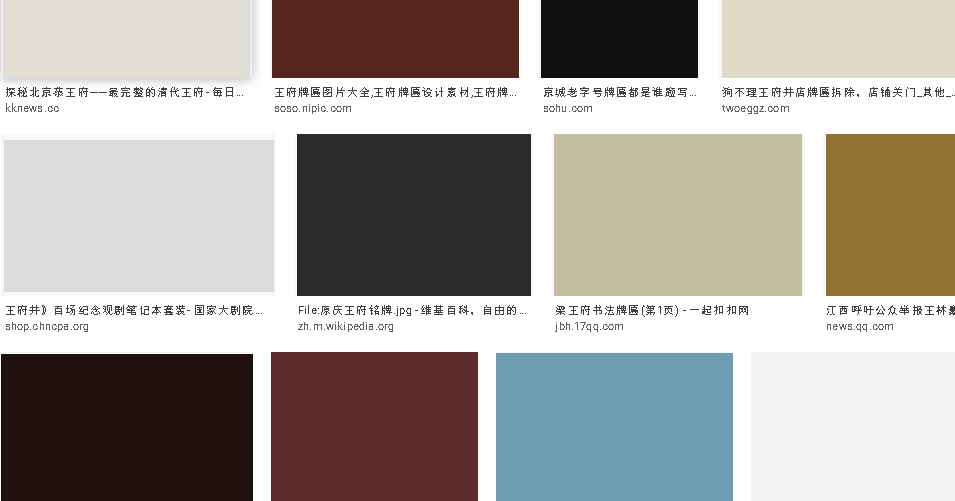 探秘北京恭王府——最完整的清代王府- 每日...
kknews.cc
王府牌匾图片大全,王府牌匾设计素材,王府牌...
soso.nipic.com
京城老字号牌匾都是谁题写...
sohu.com
狗不理王府井店牌匾拆除，店铺关门_其他_...
twoeggz.com
王府井》首场纪念观剧笔记本套装- 国家大剧院...
shop.chncpa.org
File:原庆王府铭牌.jpg - 维基百科，自由的...
zh.m.wikipedia.org
梁王府书法牌匾(第1页) - 一起扣扣网
jbh.17qq.com
江西呼叶公众举报王林
news.qq.com